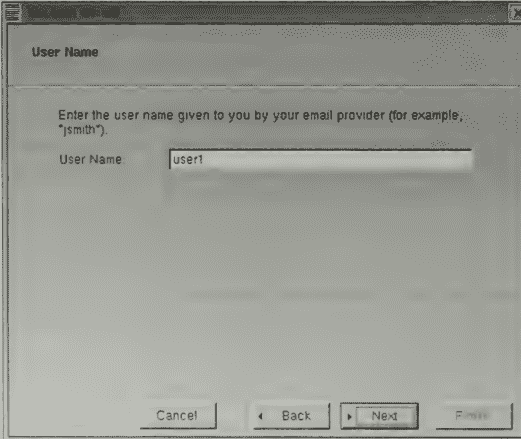 User Name
Enter the user name given to you by your email provider (for example,
"jsmith").
User Name: user1
Cancel Back Next